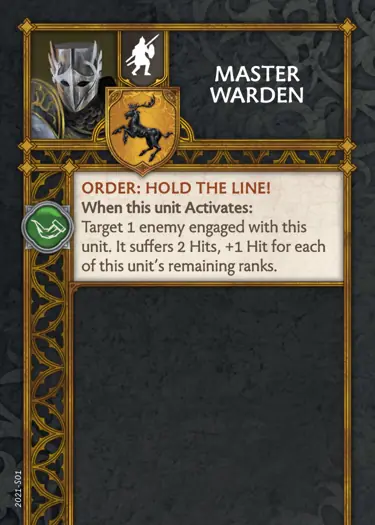 MASTER
WARDEN
ORDER: HOLD THE LINE!
When this unit Activates:
Target 1 enemy engaged with this
unit. It suffers 2 Hits, +1 Hit for each
of this unit's remaining ranks.
2021-S01